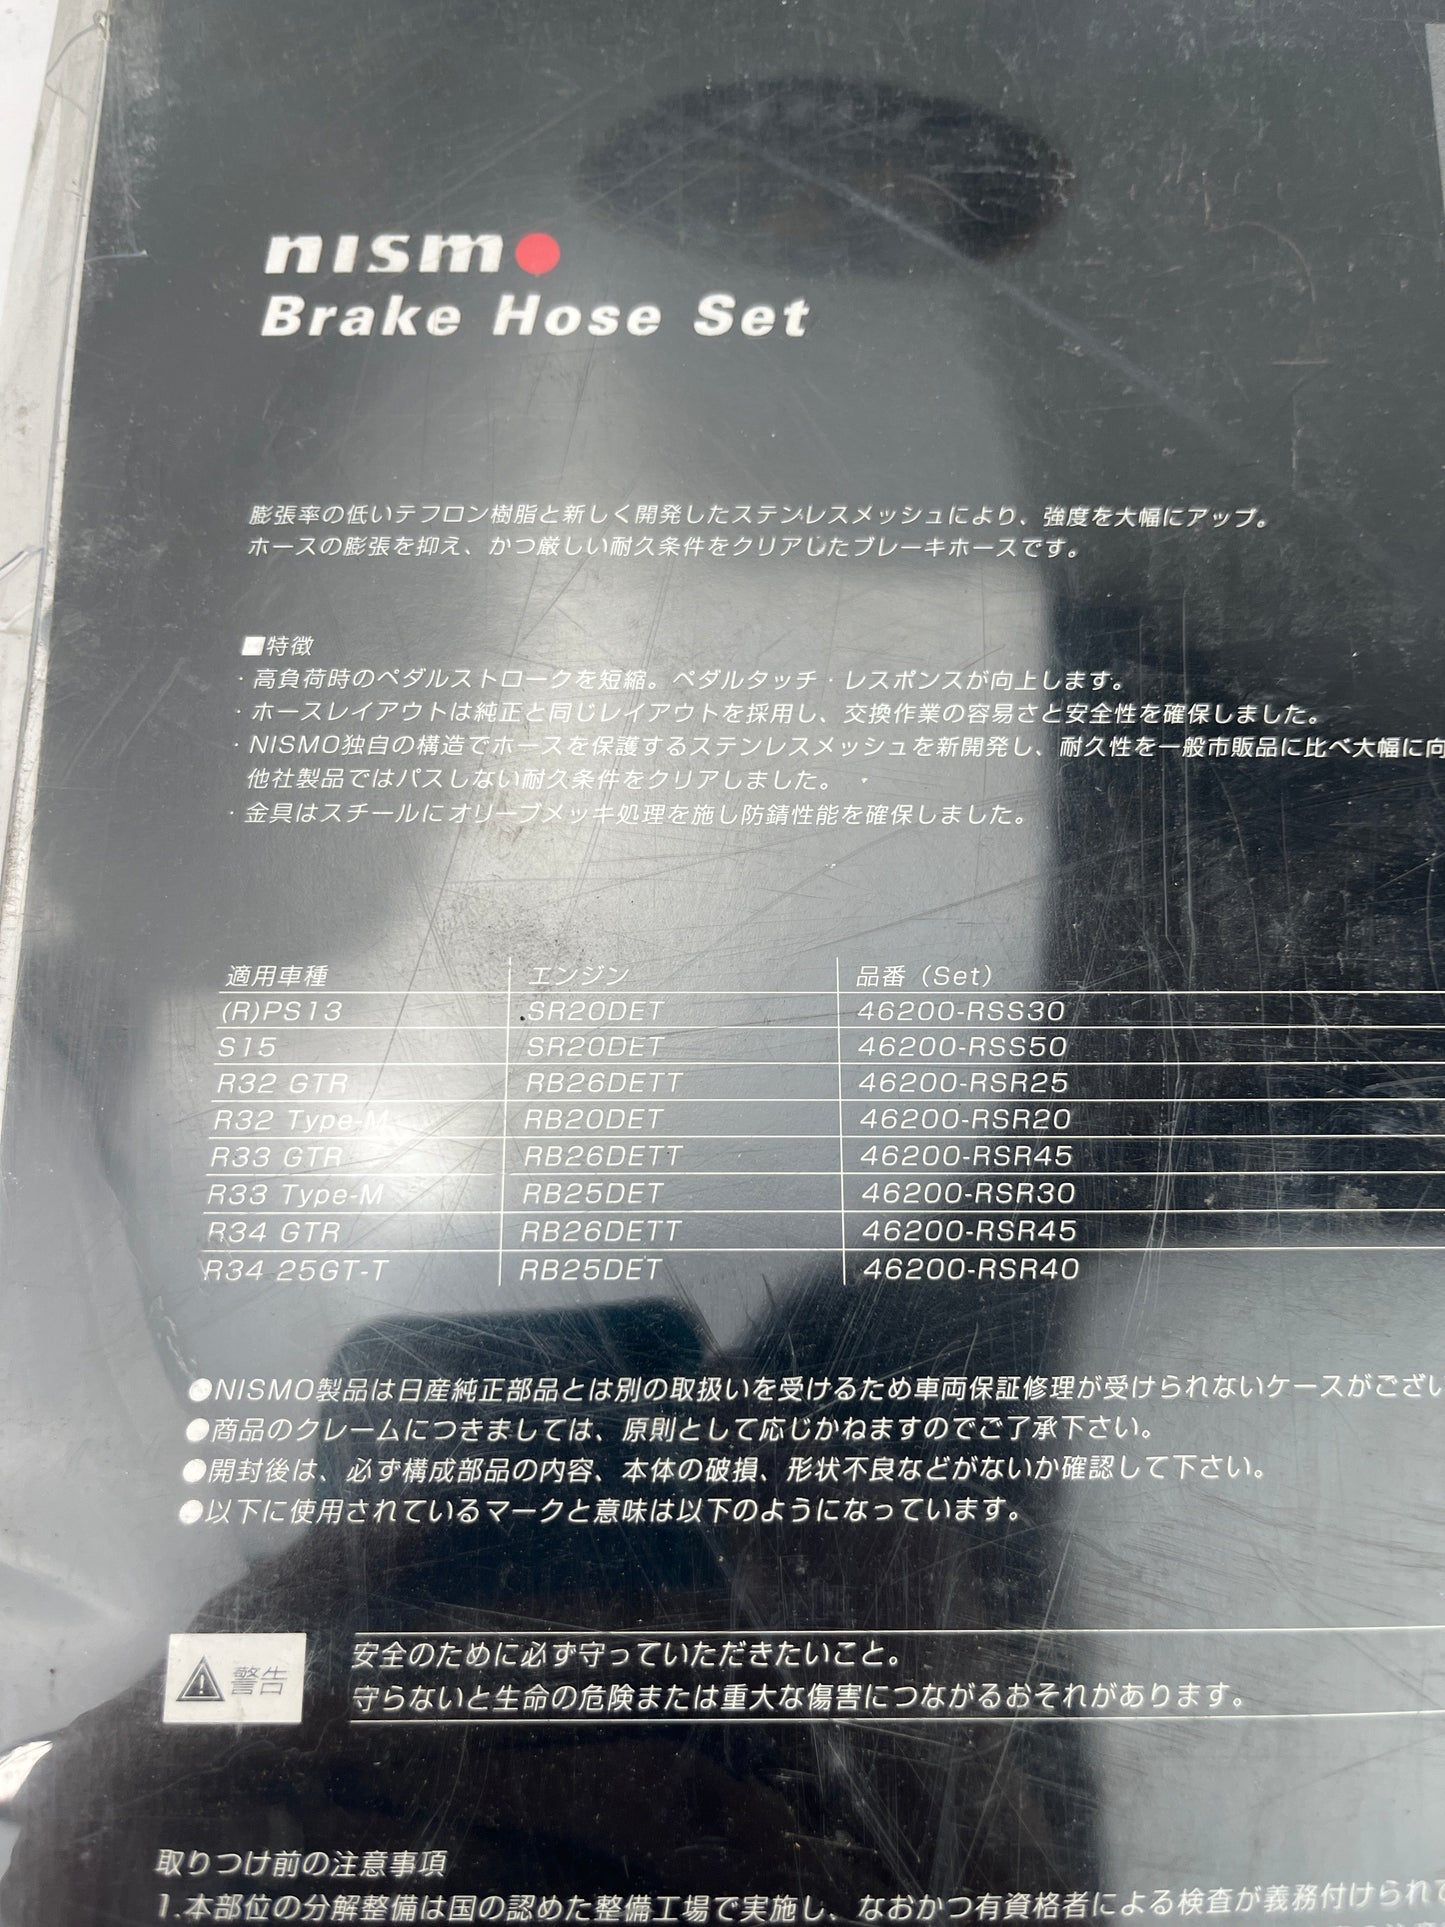 nismo
Brake Hose Set
膨張率の低いテフロン樹脂と新しく開発したステンレスメッシュにより、強度を大幅にアップ。
ホースの膨張を抑え、かつ厳しい耐久条件をクリアしたブレーキホースです。
■特徴
・高負荷時のペダルストロークを短縮。ペダルタッチ・レスポンスが向上します。
・ホースレイアウトは純正と同じレイアウトを採用し、交換作業の容易さと安全性を確保しました。
・NISMO独自の構造でホースを保護するステンレスメッシュを新開発し、耐久性を一般市販品に比べ大幅に向
他社製品ではパスしない耐久条件をクリアしました。
・金具はスチールにオリーブメッキ処理を施し防錆性能を確保しました。
適用車種 エンジン 品番（Set）
(R)PS13 SR20DET 46200-RSS30
S15 SR20DET 46200-RSS50
R32 GTR RB26DETT 46200-RSR25
R32 Type-M RB20DET 46200-RSR20
R33 GTR RB26DETT 46200-RSR45
R33 Type-M RB25DET 46200-RSR30
R34 GTR RB26DETT 46200-RSR45
R34 25GT-T RB25DET 46200-RSR40
●NISMO製品は日産純正部品とは別の取扱いを受けるため車両保証修理が受けられないケースがござい
●商品のクレームにつきましては、原則として応じかねますのでご了承下さい。
●開封後は、必ず構成部品の内容、本体の破損、形状不良などがないか確認して下さい。
●以下に使用されているマークと意味は以下のようになっています。
警告
安全のために必ず守っていただきたいこと。
守らないと生命の危険または重大な傷害につながるおそれがあります。
取りつけ前の注意事項
1.本部位の分解整備は国の認めた整備工場で実施し、なおかつ有資格者による検査が義務付けられて